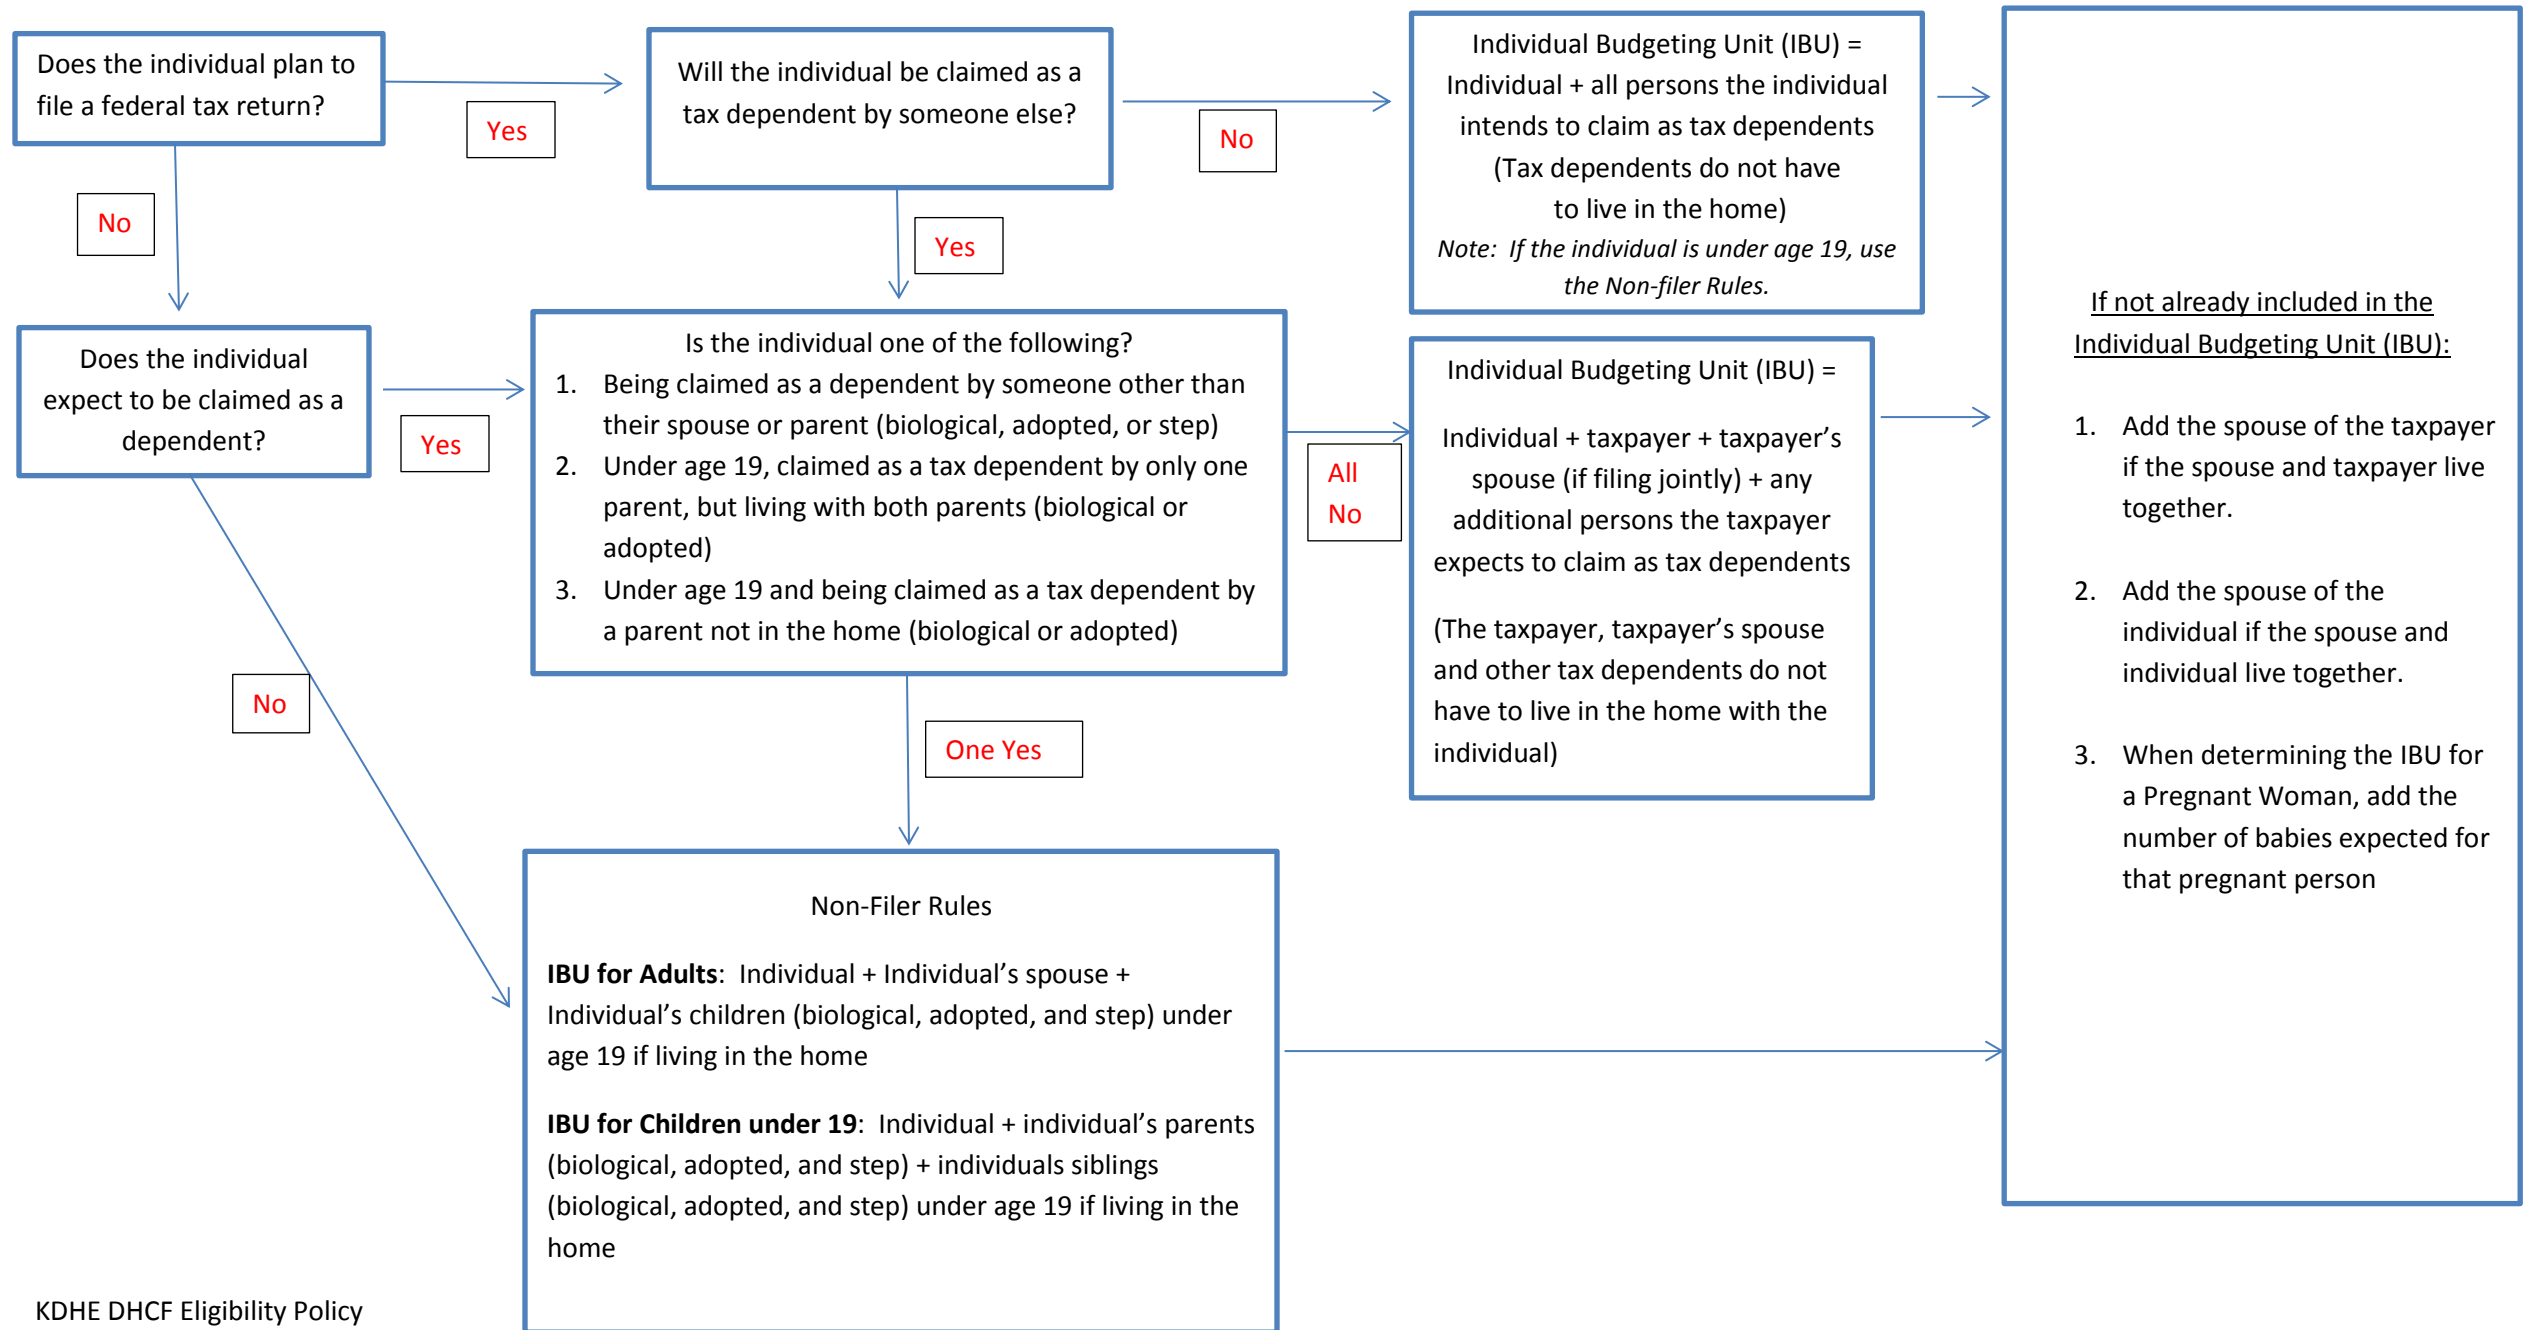 Does the individual plan to
file a federal tax return?
Yes
Will the individual be claimed as a
tax dependent by someone else?
No
Individual Budgeting Unit (IBU) =
Individual + all persons the individual
intends to claim as tax dependents
(Tax dependents do not have
to live in the home)
Note:  If the individual is under age 19, use
the Non-filer Rules.
No
Yes
Does the individual
expect to be claimed as a
dependent?
Yes
Is the individual one of the following?
1. Being claimed as a dependent by someone other than
their spouse or parent (biological, adopted, or step)
2. Under age 19, claimed as a tax dependent by only one
parent, but living with both parents (biological or
adopted)
3. Under age 19 and being claimed as a tax dependent by
a parent not in the home (biological or adopted)
All
No
Individual Budgeting Unit (IBU) =
Individual + taxpayer + taxpayer’s
spouse (if filing jointly) + any
additional persons the taxpayer
expects to claim as tax dependents
(The taxpayer, taxpayer’s spouse
and other tax dependents do not
have to live in the home with the
individual)
If not already included in the
Individual Budgeting Unit (IBU):
1. Add the spouse of the taxpayer
if the spouse and taxpayer live
together.
2. Add the spouse of the
individual if the spouse and
individual live together.
3. When determining the IBU for
a Pregnant Woman, add the
number of babies expected for
that pregnant person
No
One Yes
Non-Filer Rules
IBU for Adults:  Individual + Individual’s spouse +
Individual’s children (biological, adopted, and step) under
age 19 if living in the home
IBU for Children under 19:  Individual + individual’s parents
(biological, adopted, and step) + individuals siblings
(biological, adopted, and step) under age 19 if living in the
home
KDHE DHCF Eligibility Policy